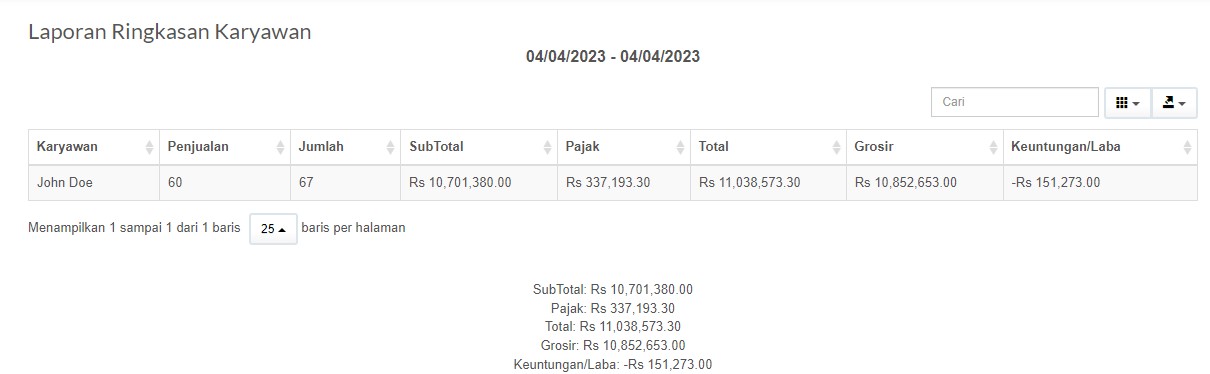 Laporan Ringkasan Karyawan
04/04/2023 - 04/04/2023
Cari
Karyawan Penjualan Jumlah SubTotal Pajak Total Grosir Keuntungan/Laba
John Doe 60 67 Rs 10,701,380.00 Rs 337,193.30 Rs 11,038,573.30 Rs 10,852,653.00 -Rs 151,273.00
Menampilkan 1 sampai 1 dari 1 baris 25 baris per halaman
SubTotal: Rs 10,701,380.00
Pajak: Rs 337,193.30
Total: Rs 11,038,573.30
Grosir: Rs 10,852,653.00
Keuntungan/Laba: -Rs 151,273.00